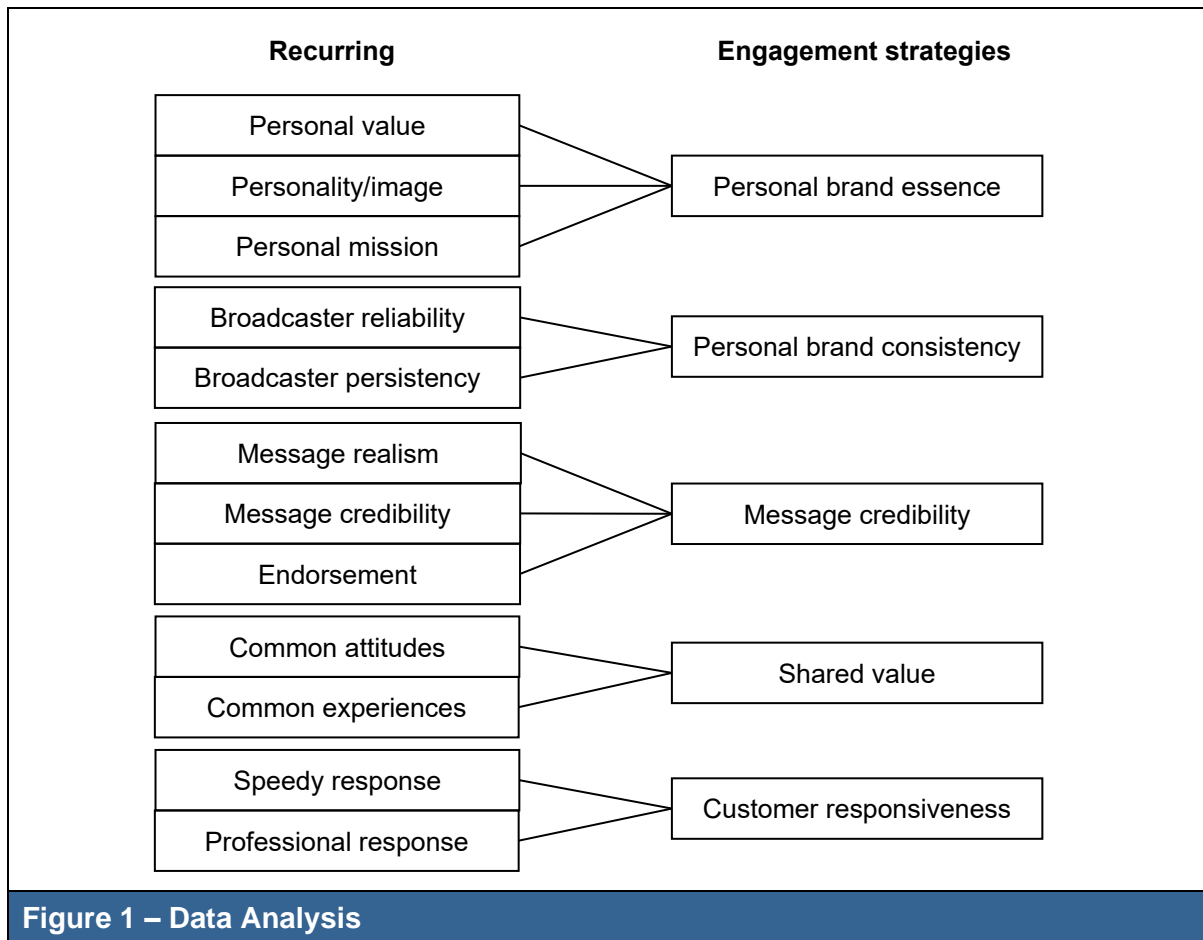 Recurring
Engagement strategies
Personal value
Personality/image
Personal mission
Personal brand essence
Broadcaster reliability
Broadcaster persistency
Personal brand consistency
Message realism
Message credibility
Endorsement
Message credibility
Common attitudes
Common experiences
Shared value
Speedy response
Professional response
Customer responsiveness
Figure 1 – Data Analysis